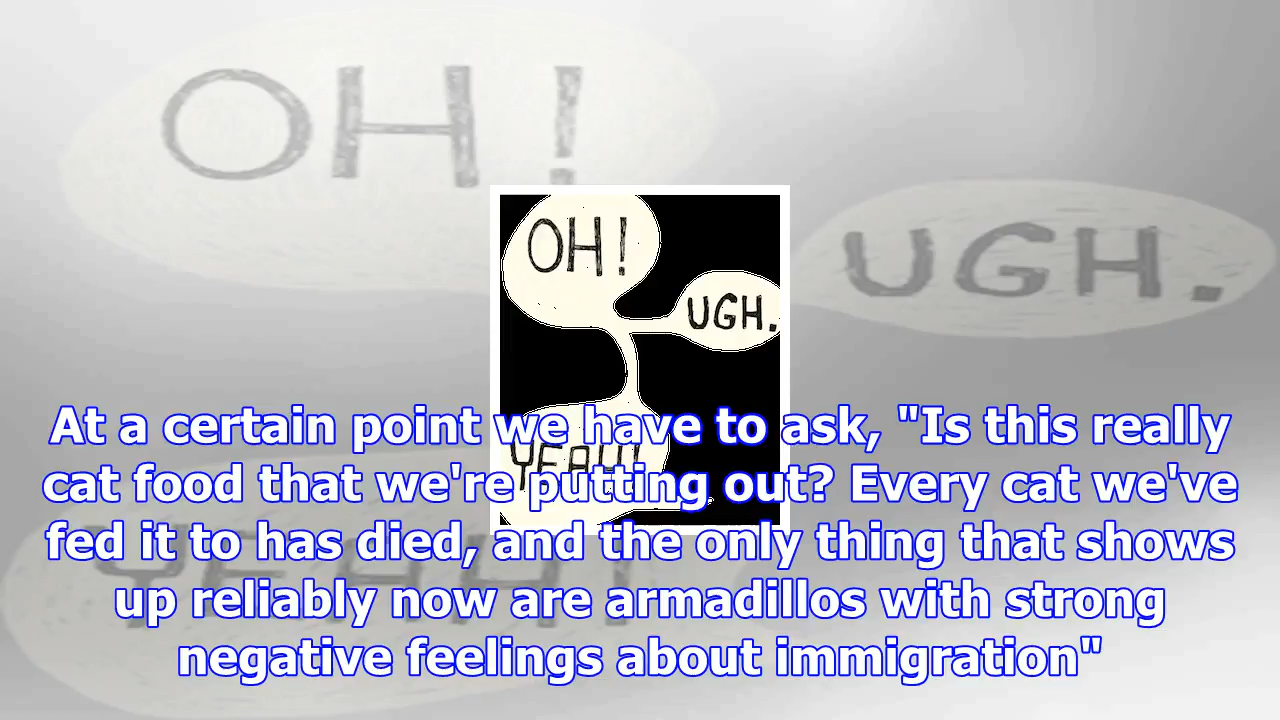 OH!
UGH.
OH!
UGH.
YEAH!
YEAH!
At a certain point we have to ask, "Is this really
cat food that we're putting out? Every cat we've
fed it to has died, and the only thing that shows
up reliably now are armadillos with strong
negative feelings about immigration"